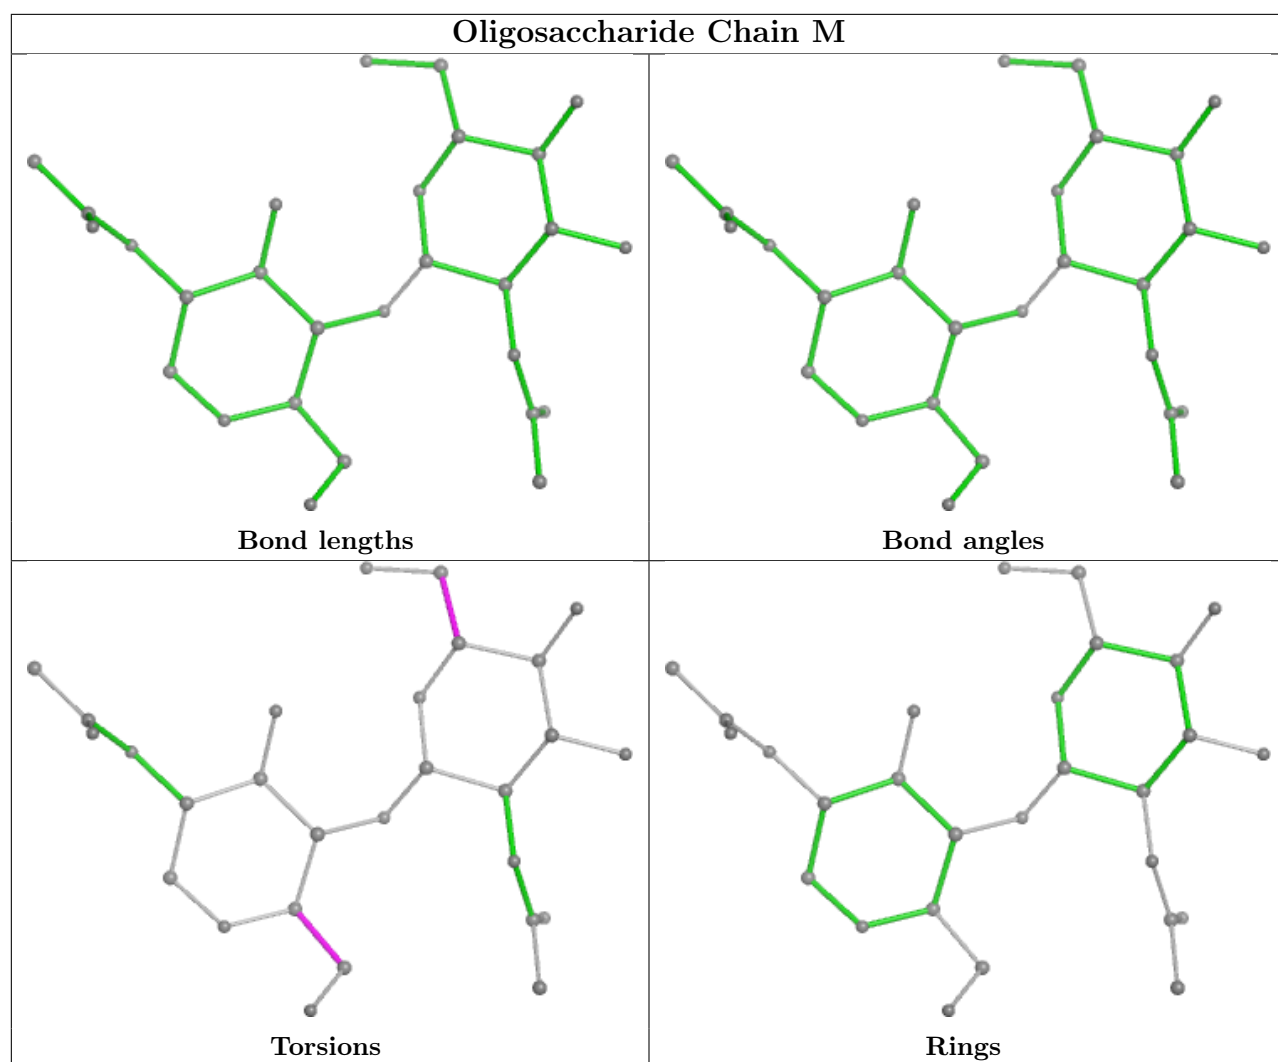 Oligosaccharide Chain M
Bond lengths
Bond angles
Torsions
Rings